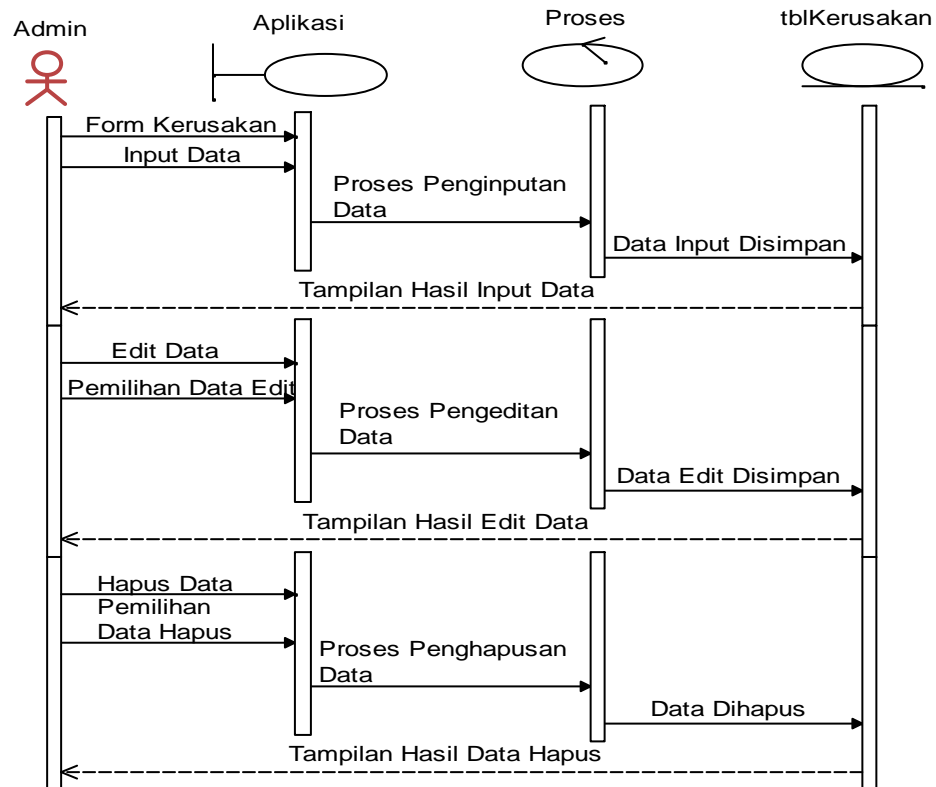 Admin
Aplikasi
Proses
tblKerusakan
Form Kerusakan
Input Data
Proses Penginputan
Data
Data Input Disimpan
Tampilan Hasil Input Data
Edit Data
Pemilihan Data Edit
Proses Pengeditan
Data
Data Edit Disimpan
Tampilan Hasil Edit Data
Hapus Data
Pemilihan
Data Hapus
Proses Penghapusan
Data
Data Dihapus
Tampilan Hasil Data Hapus